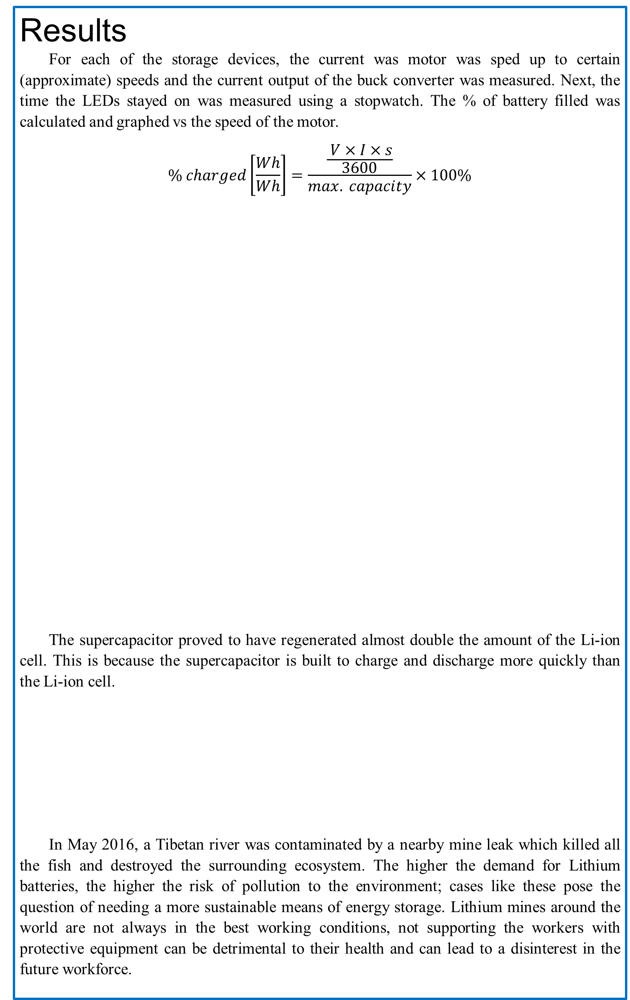 Results
For each of the storage devices, the current was motor was sped up to certain
(approximate) speeds and the current output of the buck converter was measured. Next, the
time the LEDs stayed on was measured using a stopwatch. The % of battery filled was
calculated and graphed vs the speed of the motor.
% charged [Wh/Wh] = ((V × I × s)/3600)/(max. capacity) × 100%
The supercapacitor proved to have regenerated almost double the amount of the Li-ion
cell. This is because the supercapacitor is built to charge and discharge more quickly than
the Li-ion cell.
In May 2016, a Tibetan river was contaminated by a nearby mine leak which killed all
the fish and destroyed the surrounding ecosystem. The higher the demand for Lithium
batteries, the higher the risk of pollution to the environment; cases like these pose the
question of needing a more sustainable means of energy storage. Lithium mines around the
world are not always in the best working conditions, not supporting the workers with
protective equipment can be detrimental to their health and can lead to a disinterest in the
future workforce.